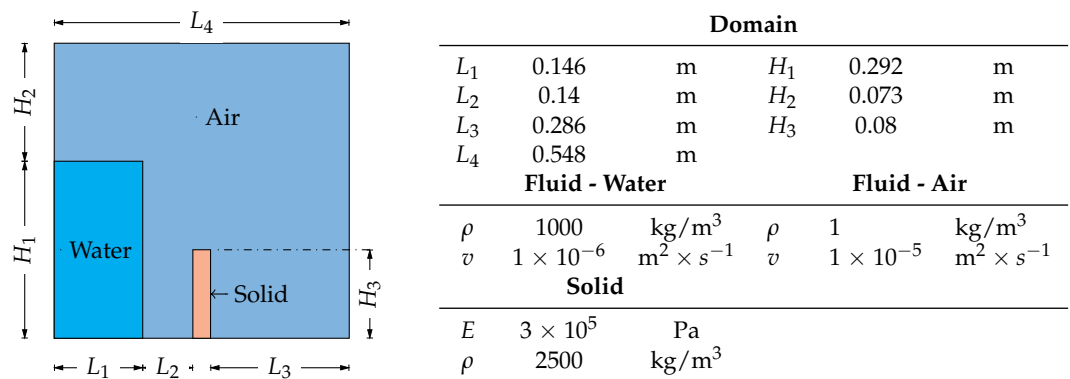 L₄
H₂
Air
H₁
Water
Solid
H₃
L₁ L₂ L₃
Domain
L₁ 0.146 m H₁ 0.292 m
L₂ 0.14 m H₂ 0.073 m
L₃ 0.286 m H₃ 0.08 m
L₄ 0.548 m
Fluid - Water Fluid - Air
ρ 1000 kg/m³ ρ 1 kg/m³
v 1 × 10⁻⁶ m² × s⁻¹ v 1 × 10⁻⁵ m² × s⁻¹
Solid
E 3 × 10⁵ Pa
ρ 2500 kg/m³